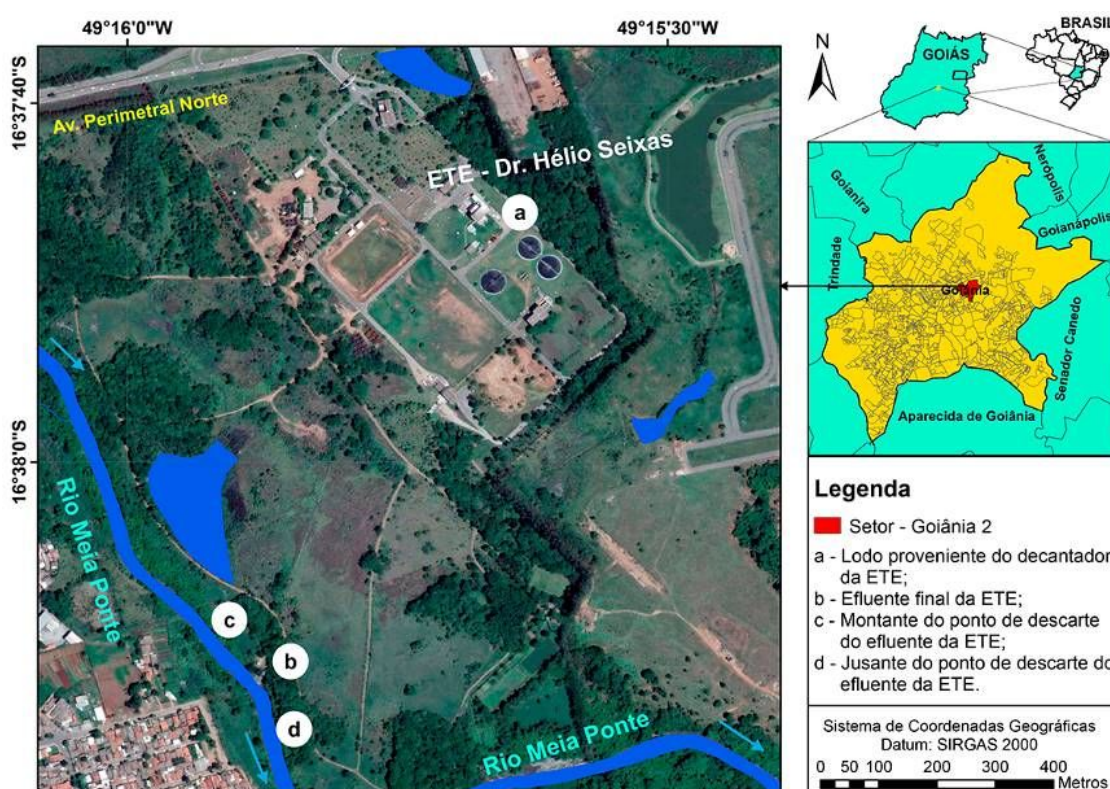 49°16'0"W
49°15'30"W
16°37'40"S
16°38'0"S
Av. Perimetral Norte
ETE - Dr. Hélio Seixas
a
Rio Meia Ponte
c
b
d
Rio Meia Ponte
N
GOIÁS
BRASIL
Goianira
Nerópolis
Goianápolis
Trindade
Goiânia
Senador Canedo
Aparecida de Goiânia
Legenda
Setor - Goiânia 2
a - Lodo proveniente do decantador
da ETE;
b - Efluente final da ETE;
c - Montante do ponto de descarte
do efluente da ETE;
d - Jusante do ponto de descarte do
efluente da ETE.
Sistema de Coordenadas Geográficas
Datum: SIRGAS 2000
0 50 100 200 300 400
Metros